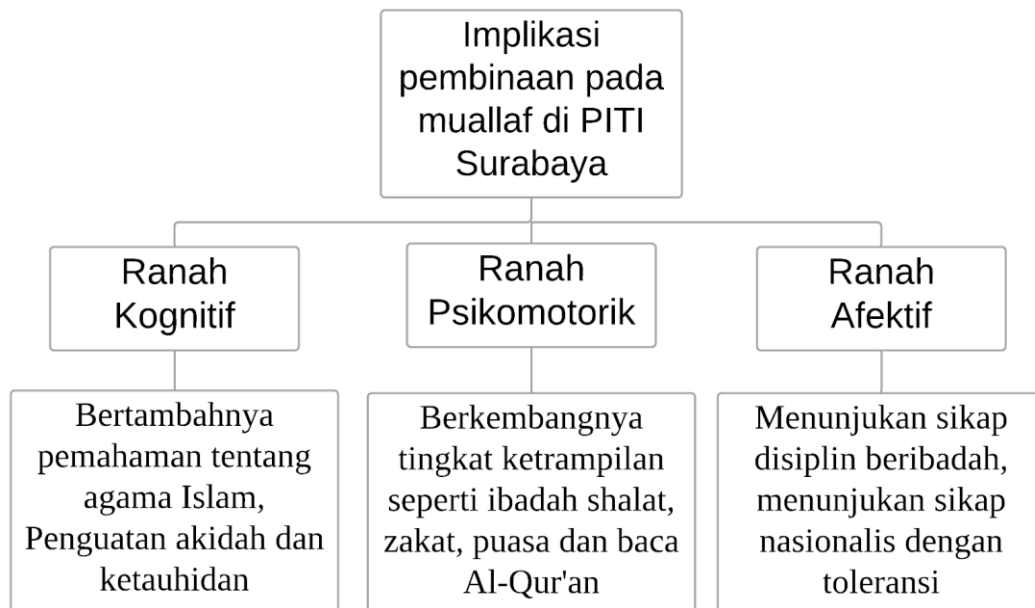 Implikasi
pembinaan pada
muallaf di PITI
Surabaya
Ranah
Kognitif
Ranah
Psikomotorik
Ranah
Afektif
Bertambahnya
pemahaman tentang
agama Islam,
Penguatan akidah dan
ketauhidan
Berkembangnya
tingkat ketrampilan
seperti ibadah shalat,
zakat, puasa dan baca
Al-Qur'an
Menunjukan sikap
disiplin beribadah,
menunjukan sikap
nasionalis dengan
toleransi